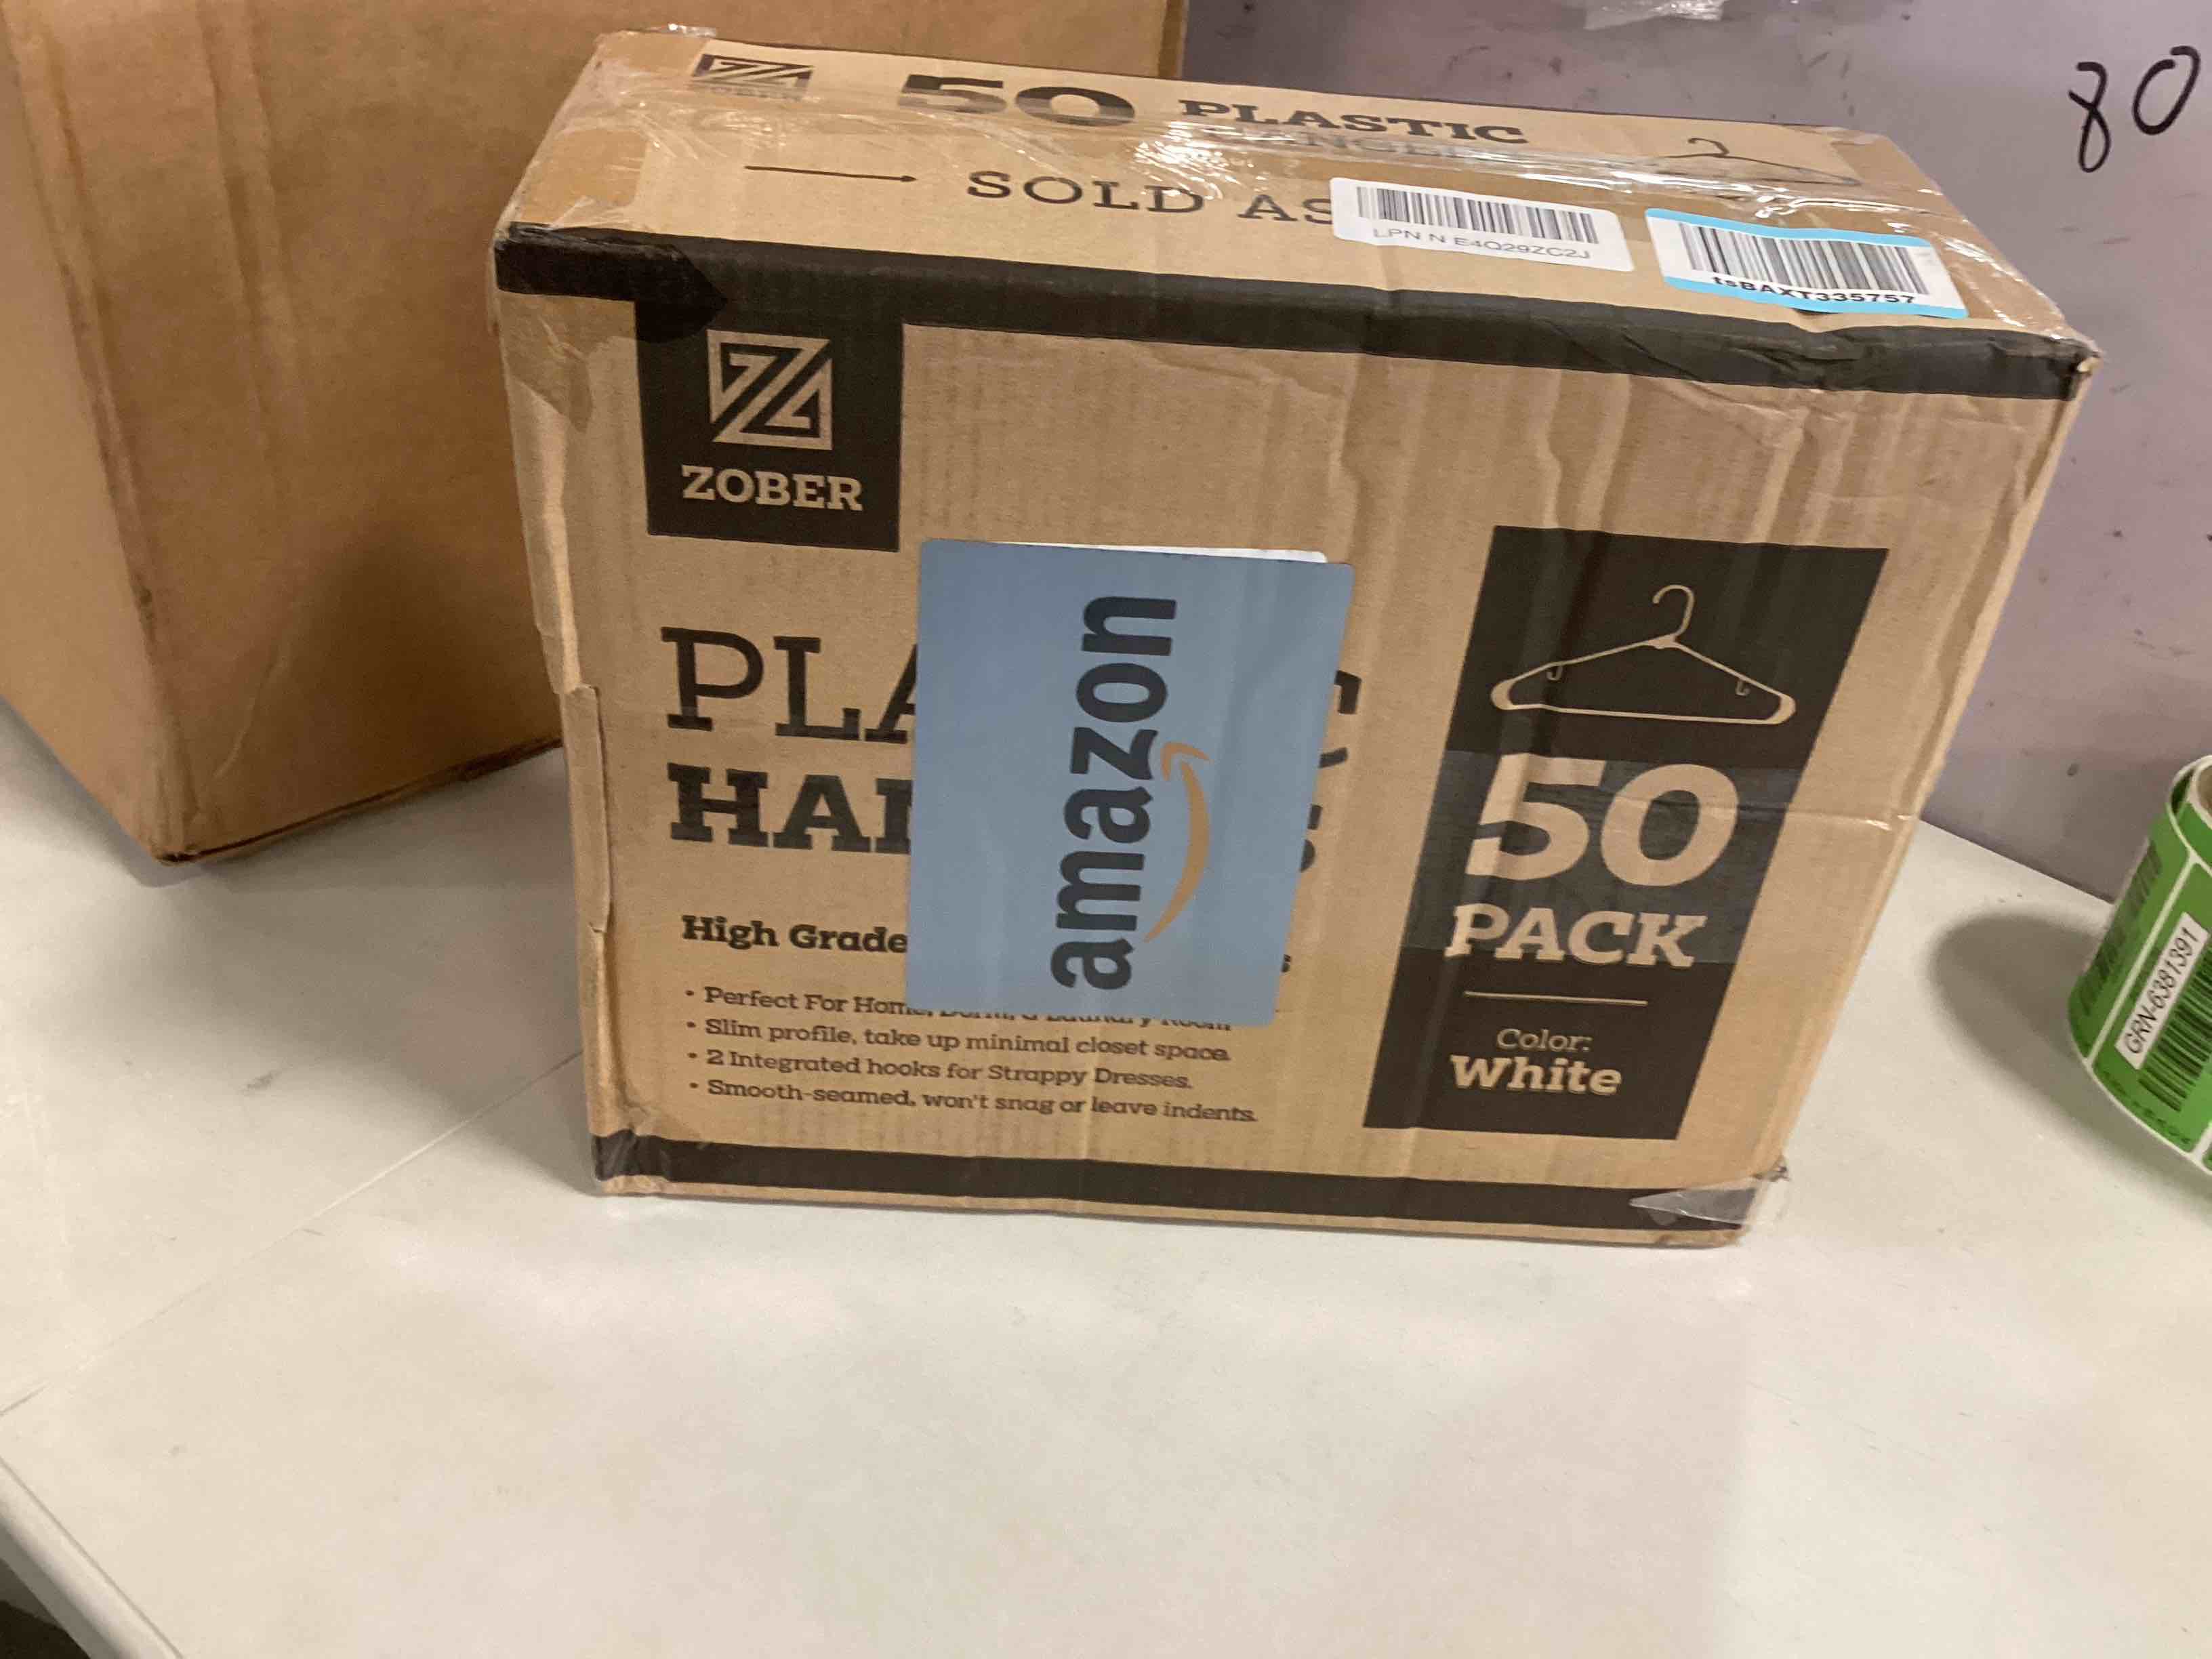 ZOBER
50 PLASTIC
SOLD AS
LPN N E4Q29ZC2J
tsBAXT335757
80
ZOBER
PLA
HA
amazon
High Grade
• Perfect For Home,
• Slim profile, take up minimal closet space.
• 2 Integrated hooks for Strappy Dresses.
• Smooth-seamed, won't snag or leave indents.
50
PACK
Color:
White
GRN-6381391